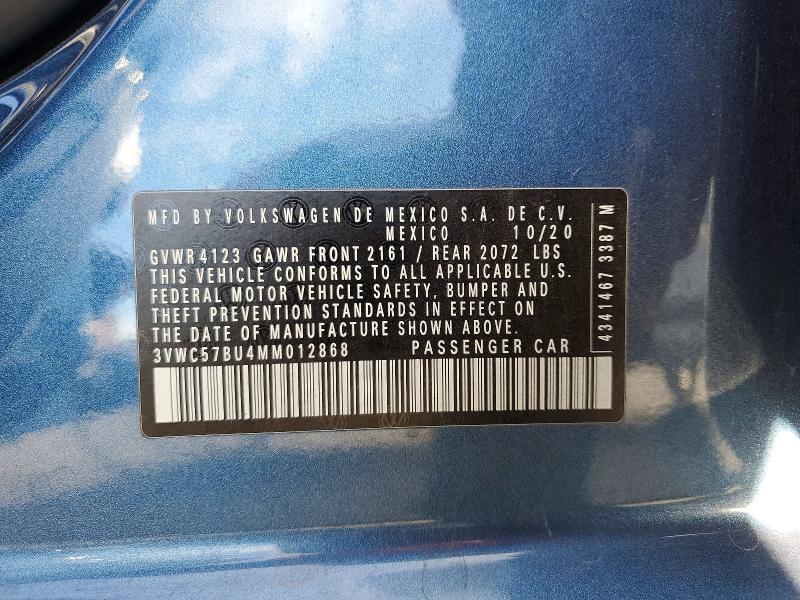 MFD BY VOLKSWAGEN DE MEXICO S.A. DE C.V.
MEXICO 10/20
GVWR 4123 GAWR FRONT 2161 / REAR 2072 LBS
THIS VEHICLE CONFORMS TO ALL APPLICABLE U.S.
FEDERAL MOTOR VEHICLE SAFETY, BUMPER AND
THEFT PREVENTION STANDARDS IN EFFECT ON
THE DATE OF MANUFACTURE SHOWN ABOVE.
3VWC57BU4MM012868 PASSENGER CAR
4341467 3387 M